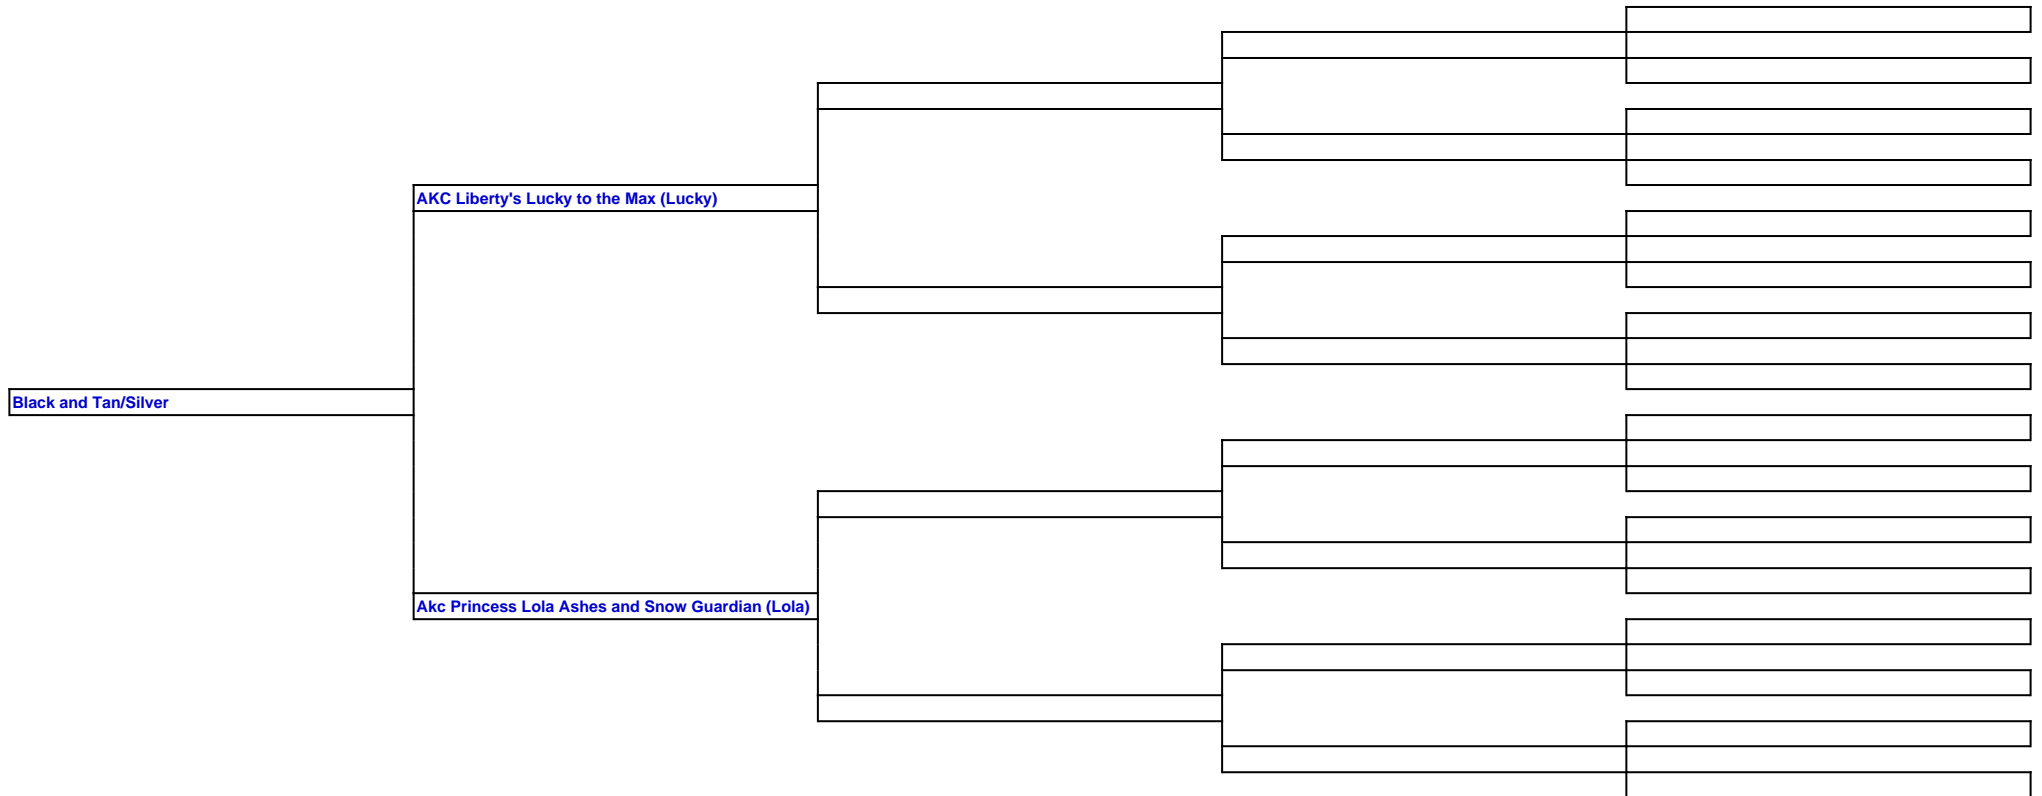 AKC Liberty's Lucky to the Max (Lucky)
Black and Tan/Silver
Akc Princess Lola Ashes and Snow Guardian (Lola)